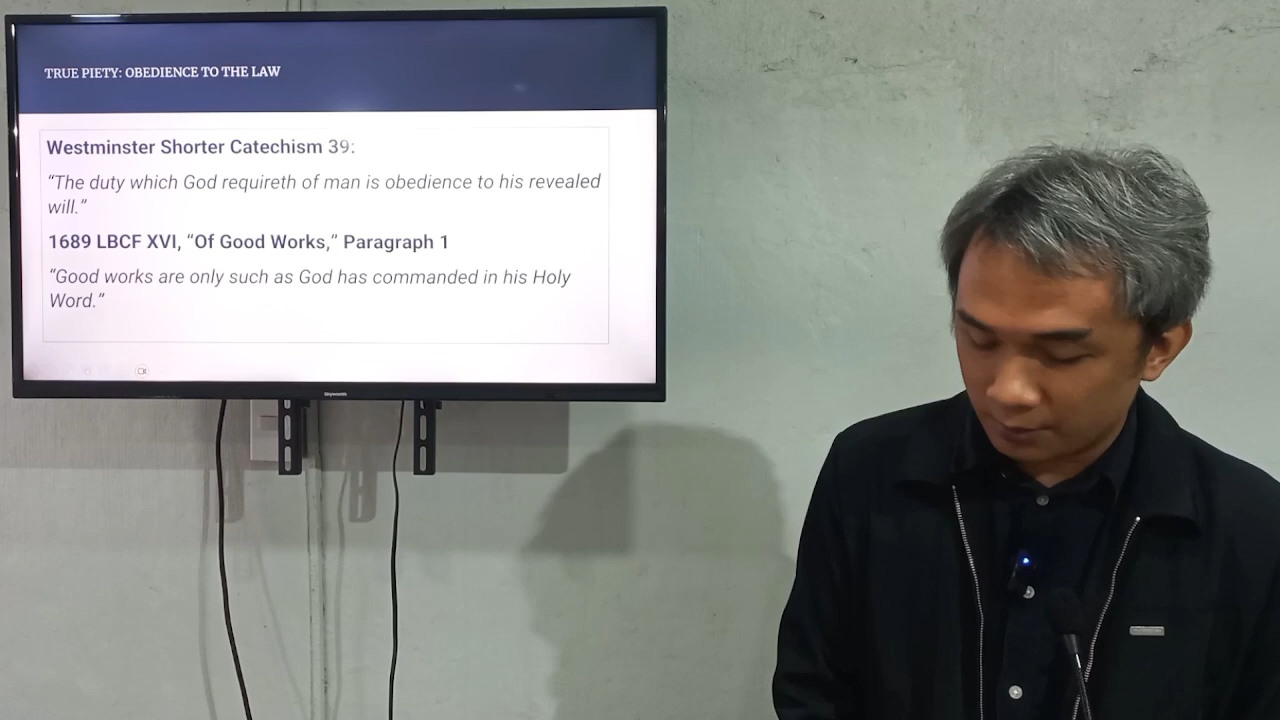 TRUE PIETY: OBEDIENCE TO THE LAW
Westminster Shorter Catechism 39:
“The duty which God requireth of man is obedience to his revealed
will.”
1689 LBCF XVI, “Of Good Works,” Paragraph 1
“Good works are only such as God has commanded in his Holy
Word.”
Skyworth